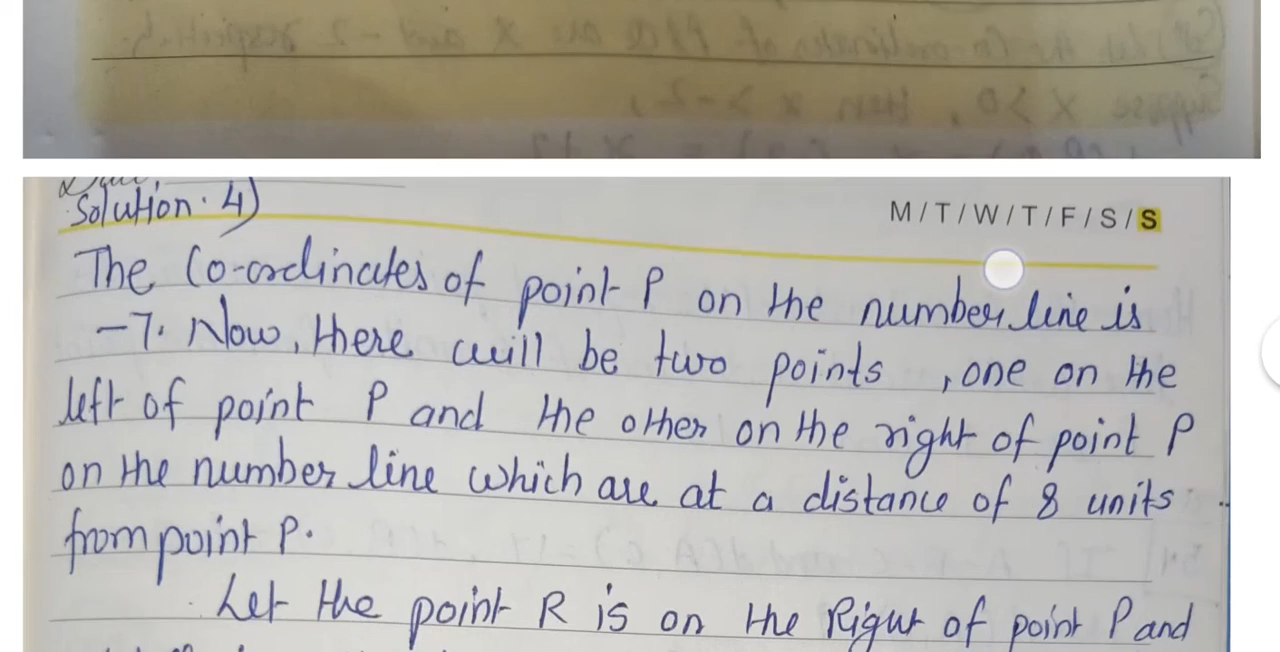 Solution. 4)
M/T/W/T/F/S/S
The Co-ordinates of point P on the number line is
-7. Now, there will be two points, one on the
left of point P and the other on the right of point P
on the number line which are at a distance of 8 units
from point P.
Let the point R is on the Right of point P and